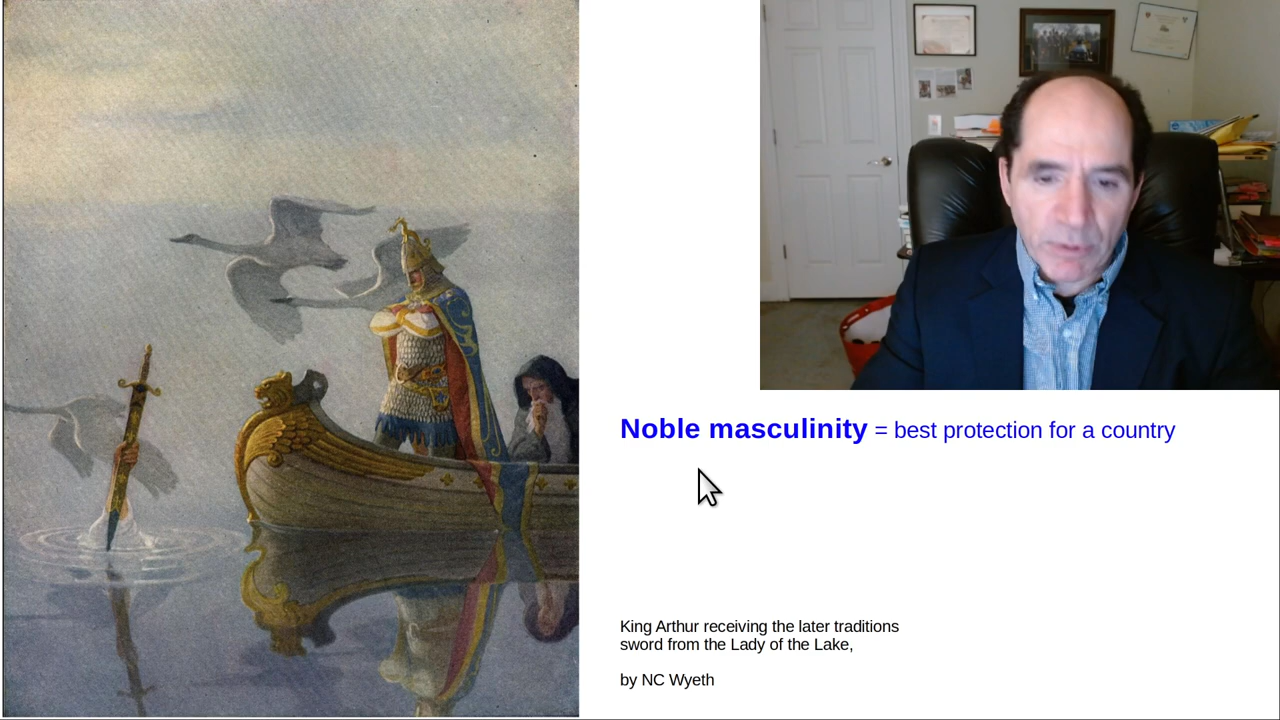 Noble masculinity = best protection for a country
King Arthur receiving the later traditions
sword from the Lady of the Lake,
by NC Wyeth